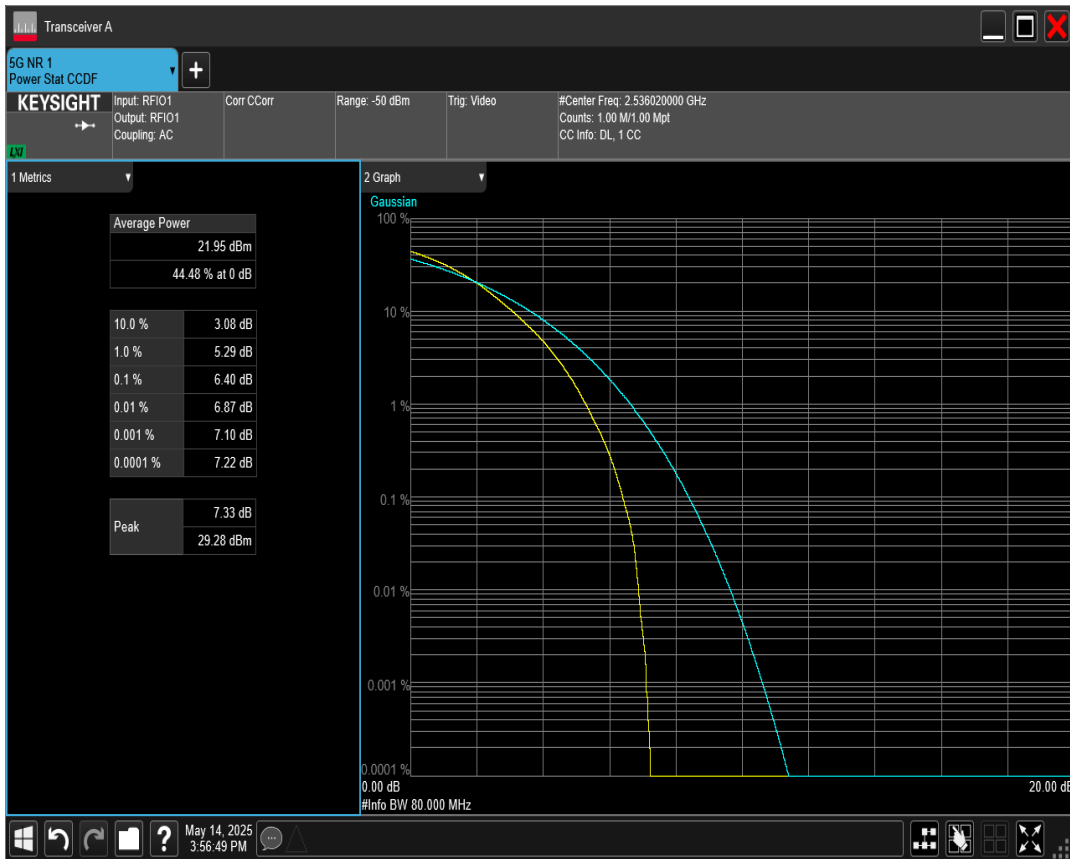 Transceiver A
5G NR 1
Power Stat CCDF
+
KEYSIGHT
LXI
Input: RFIO1
Output: RFIO1
Coupling: AC
Corr CCorr
Range: -50 dBm
Trig: Video
#Center Freq: 2.536020000 GHz
Counts: 1.00 M/1.00 Mpt
CC Info: DL, 1 CC
1 Metrics
Average Power
21.95 dBm
44.48 % at 0 dB
10.0 % 3.08 dB
1.0 % 5.29 dB
0.1 % 6.40 dB
0.01 % 6.87 dB
0.001 % 7.10 dB
0.0001 % 7.22 dB
Peak
7.33 dB
29.28 dBm
2 Graph
Gaussian
100 %
10 %
1 %
0.1 %
0.01 %
0.001 %
0.0001 %
0.00 dB 20.00 dB
#Info BW 80.000 MHz
?
May 14, 2025
3:56:49 PM